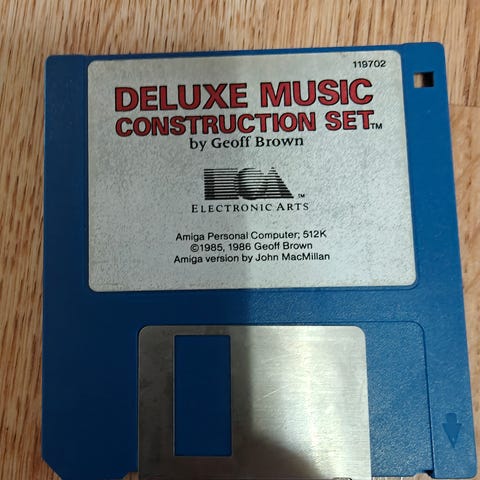 119702
DELUXE MUSIC
CONSTRUCTION SET™
by Geoff Brown
EA™
ELECTRONIC ARTS
Amiga Personal Computer; 512K
©1985, 1986 Geoff Brown
Amiga version by John MacMillan